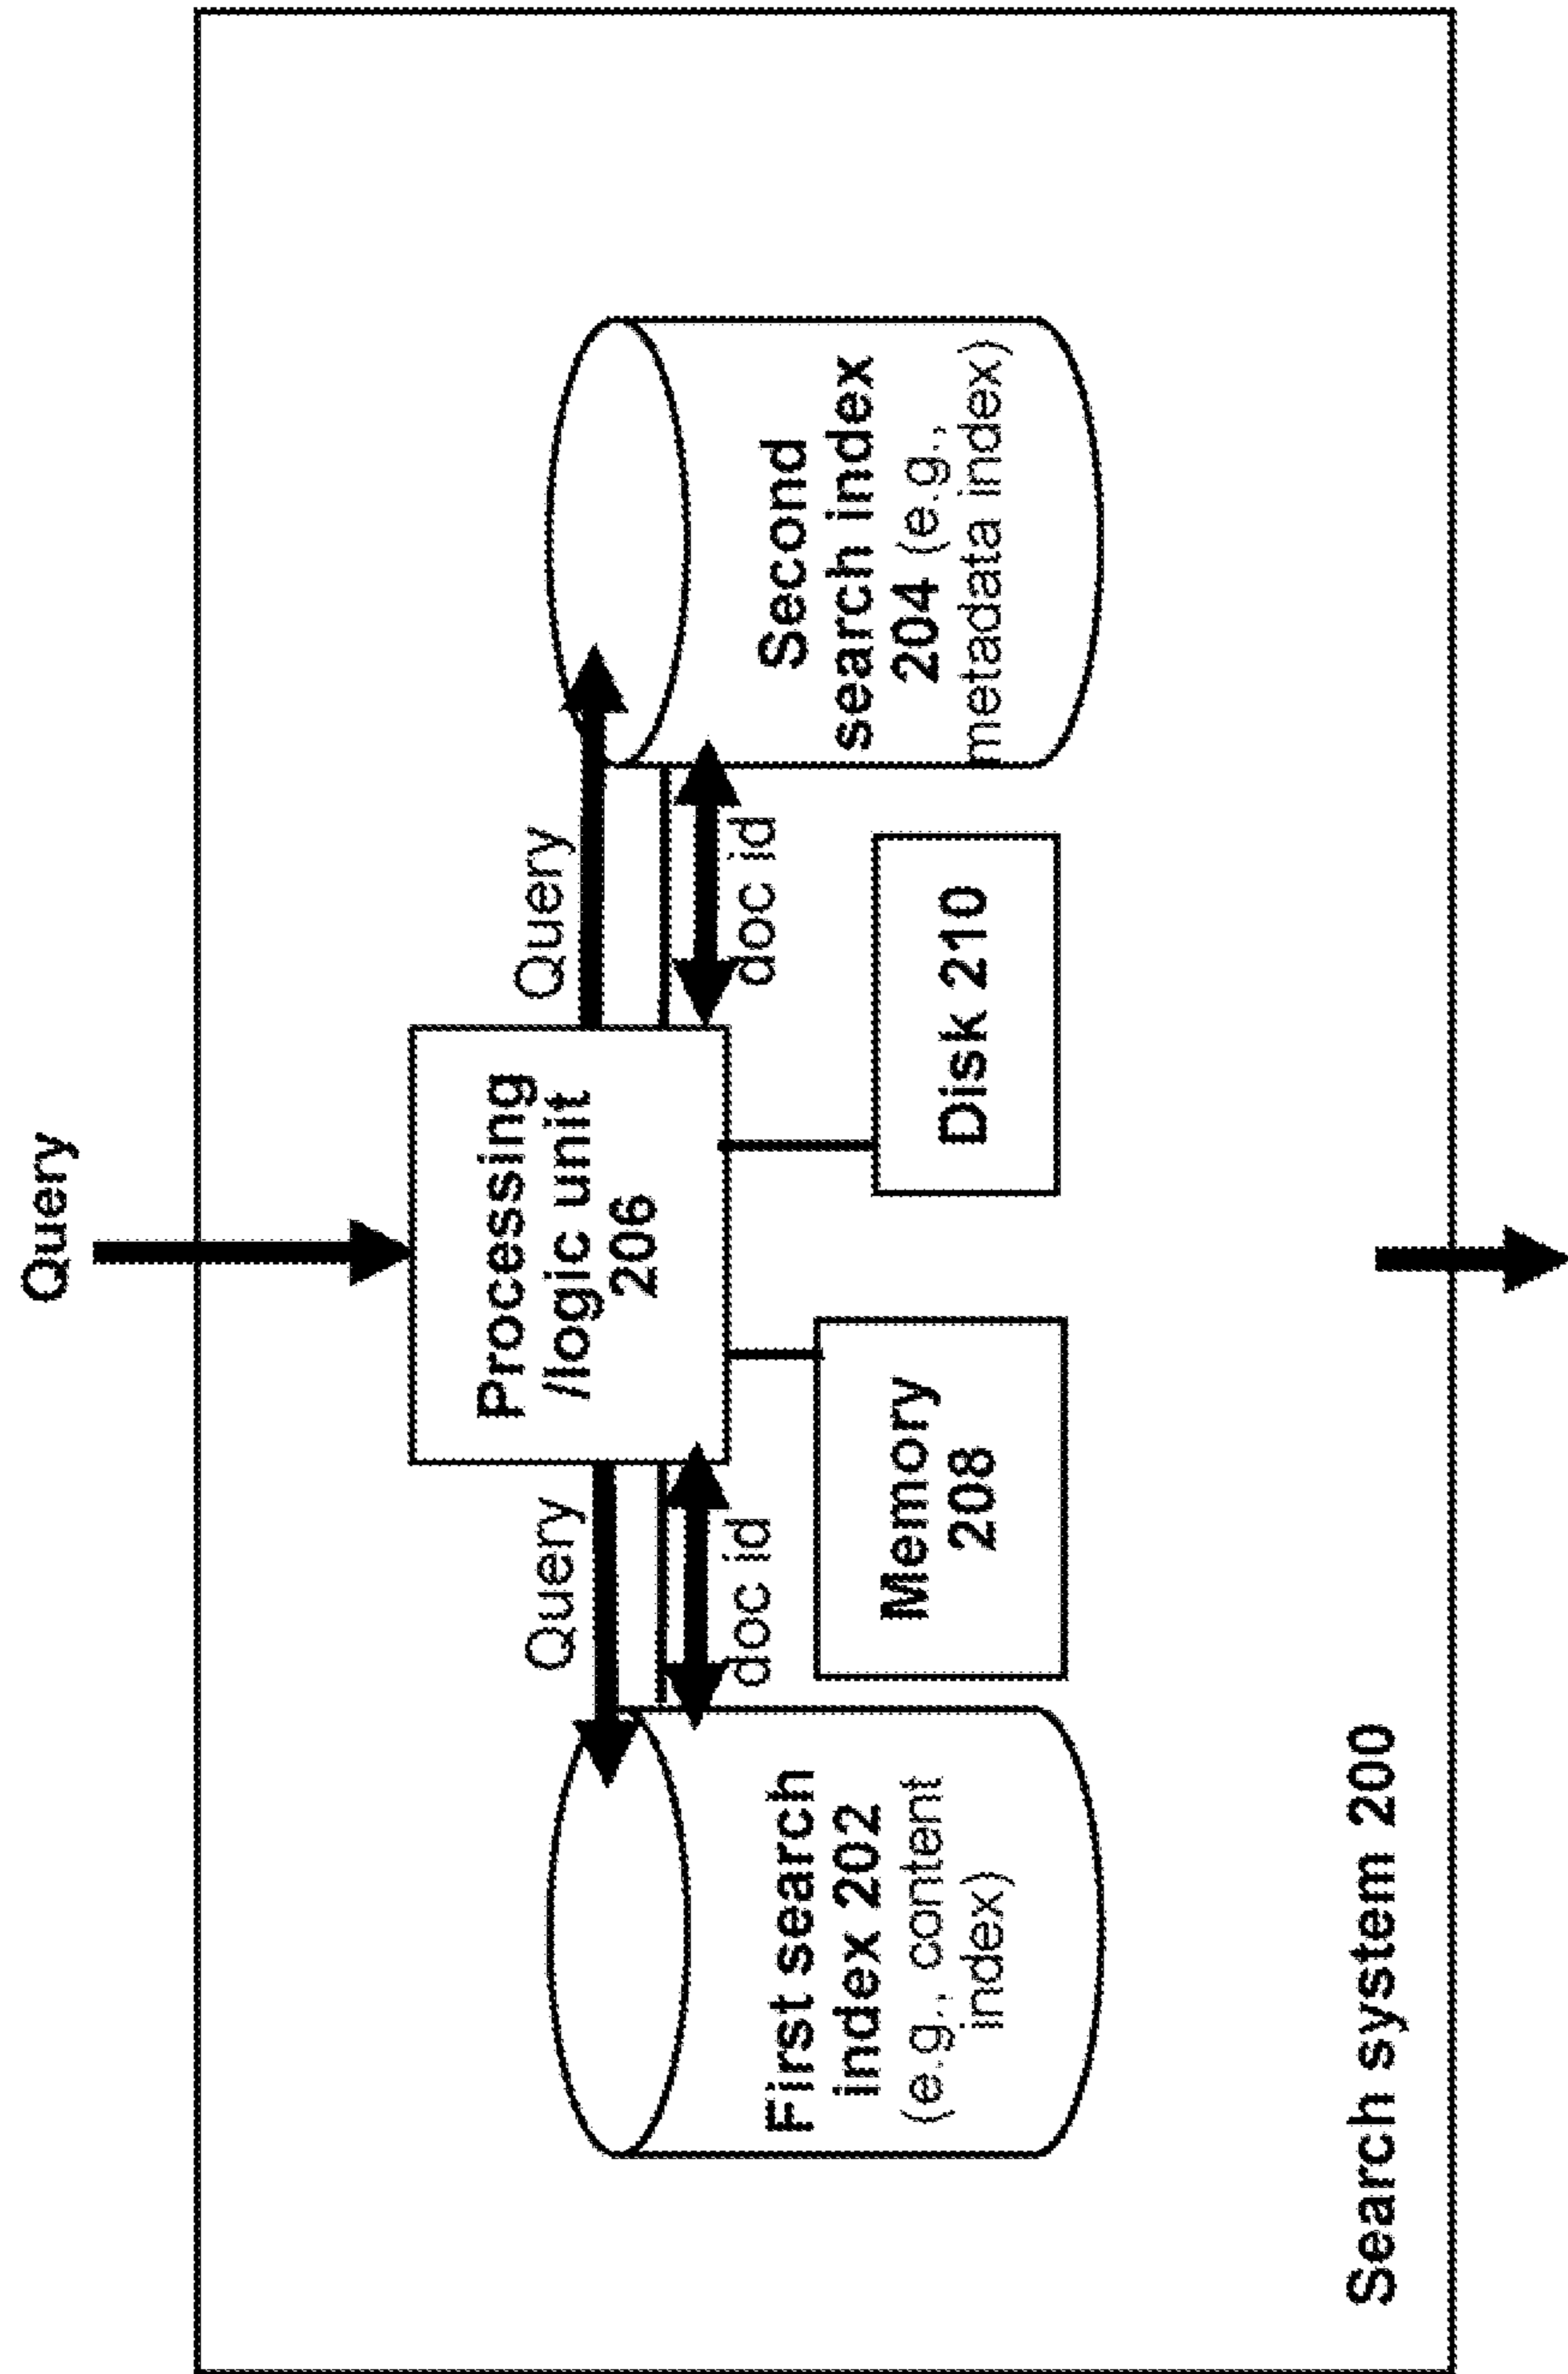 Query
Processing
/logic unit
206
Query
Query
doc id
doc id
First search
index 202
(e.g., content
index)
Second
search index
204 (e.g.,
metadata index)
Memory
208
Disk 210
Search system 200